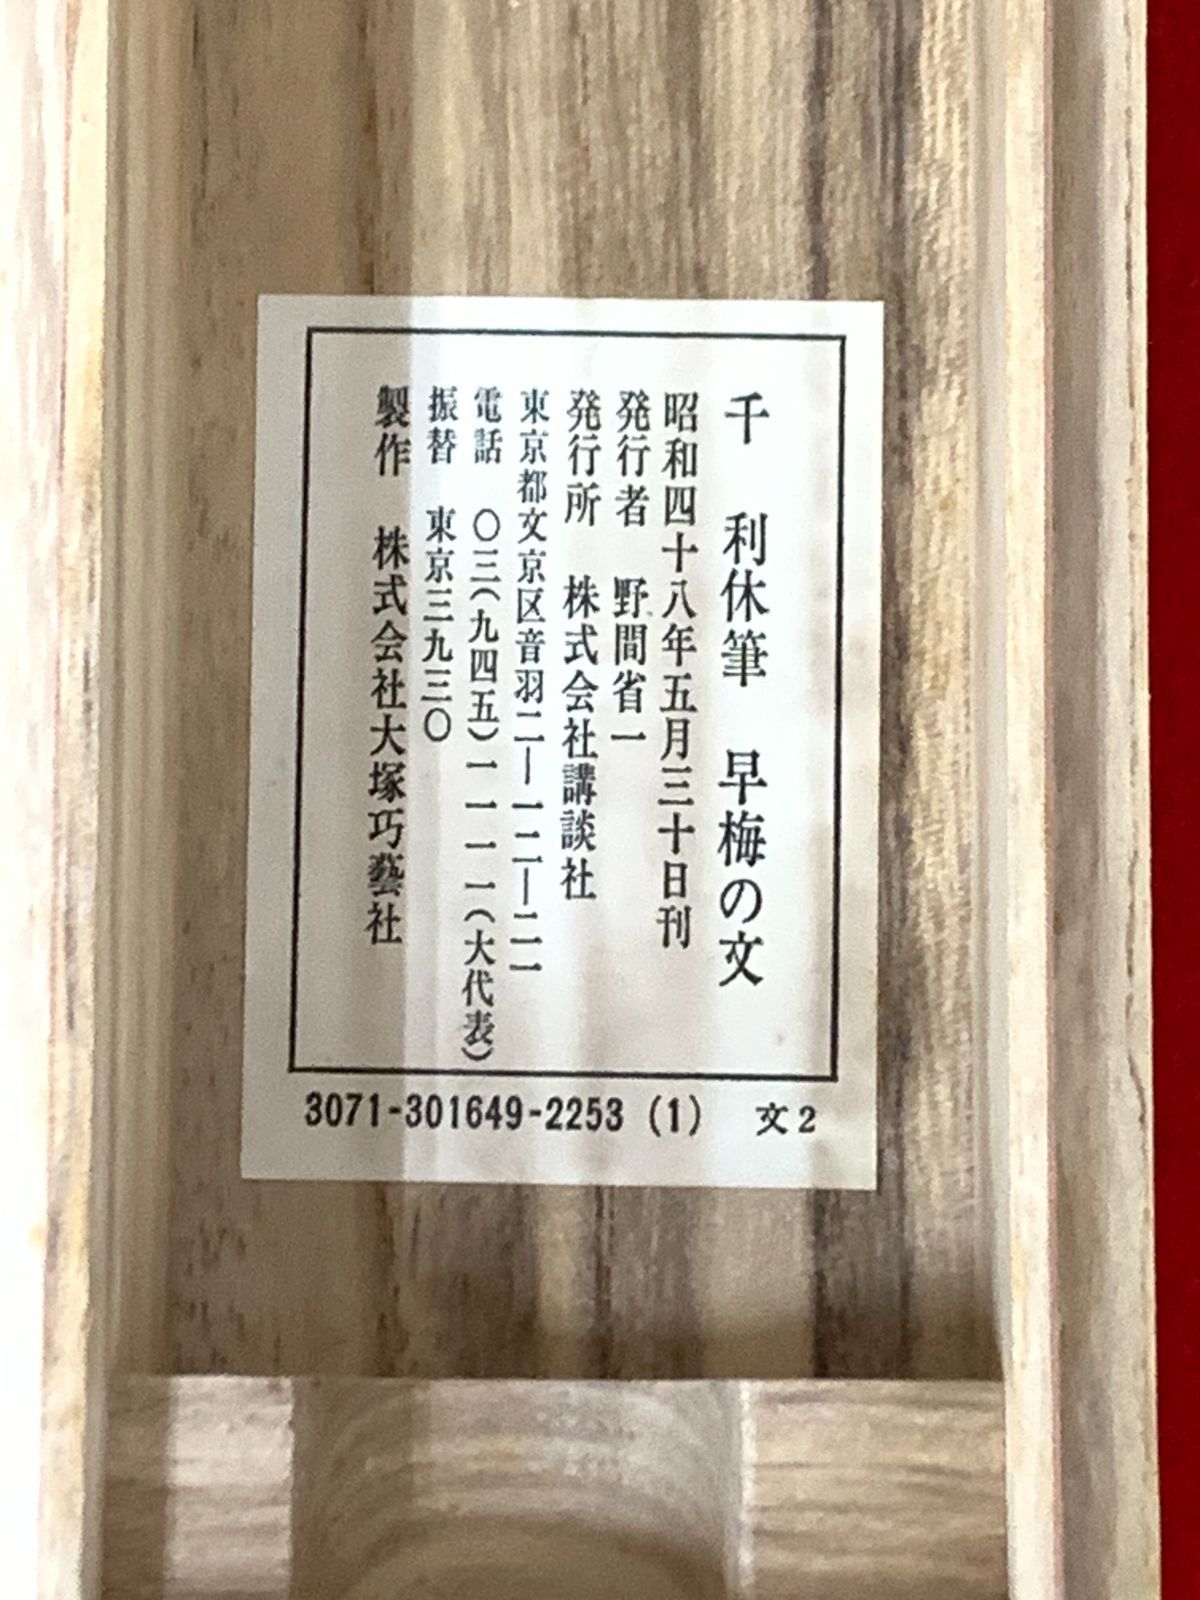 千　利休筆　早梅の文
昭和四十八年五月三十日刊
発行者　野間省一
発行所　株式会社講談社
東京都文京区音羽二―一二―二一
電話　〇三(九四五)一一一一(大代表)
振替　東京三九三〇
製作　株式会社大塚巧藝社
3071-301649-2253 (1)　文2